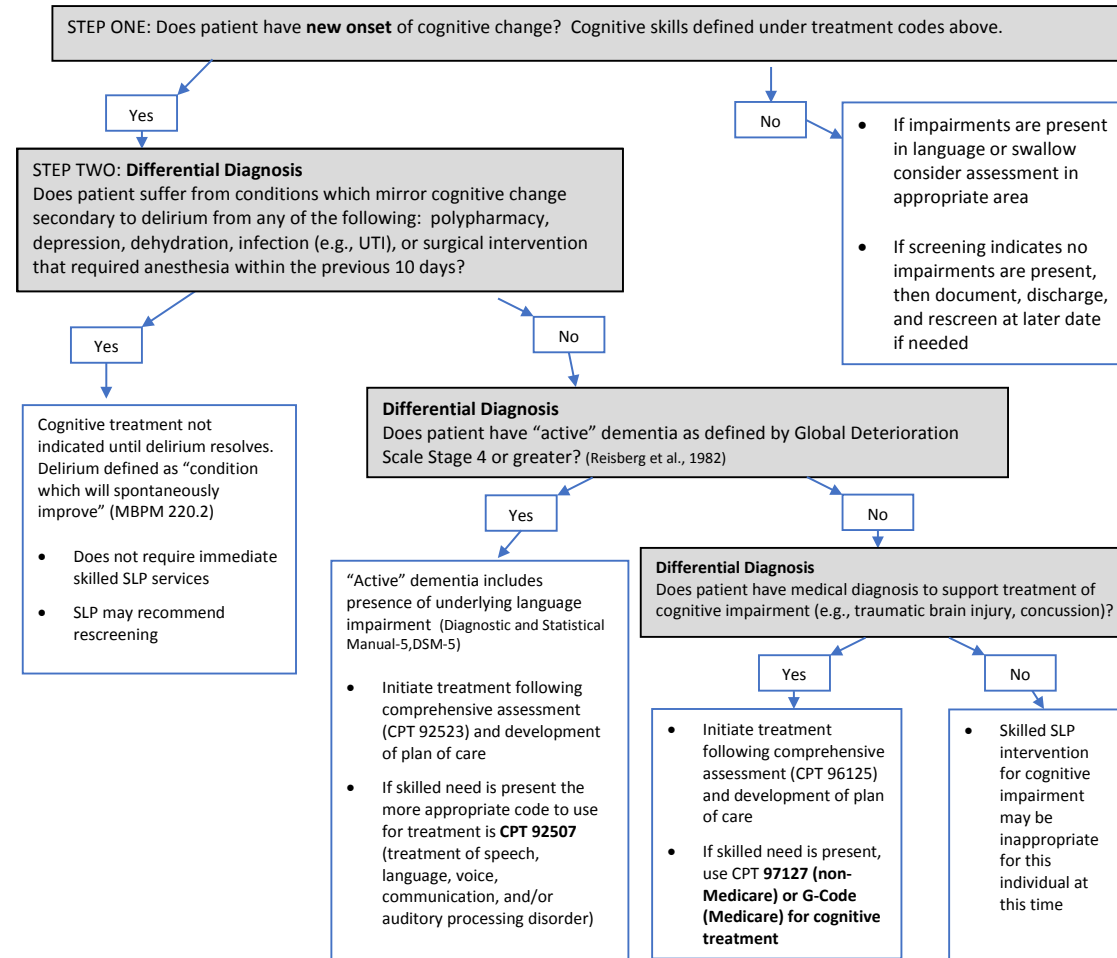 STEP ONE: Does patient have new onset of cognitive change? Cognitive skills defined under treatment codes above.
Yes
No
• If impairments are present
in language or swallow
consider assessment in
appropriate area
• If screening indicates no
impairments are present,
then document, discharge,
and rescreen at later date
if needed
STEP TWO: Differential Diagnosis
Does patient suffer from conditions which mirror cognitive change
secondary to delirium from any of the following: polypharmacy,
depression, dehydration, infection (e.g., UTI), or surgical intervention
that required anesthesia within the previous 10 days?
Yes
No
Cognitive treatment not
indicated until delirium resolves.
Delirium defined as “condition
which will spontaneously
improve” (MBPM 220.2)
• Does not require immediate
skilled SLP services
• SLP may recommend
rescreening
Differential Diagnosis
Does patient have “active” dementia as defined by Global Deterioration
Scale Stage 4 or greater? (Reisberg et al., 1982)
Yes
No
“Active” dementia includes
presence of underlying language
impairment (Diagnostic and Statistical
Manual-5,DSM-5)
• Initiate treatment following
comprehensive assessment
(CPT 92523) and development
of plan of care
• If skilled need is present the
more appropriate code to use
for treatment is CPT 92507
(treatment of speech,
language, voice,
communication, and/or
auditory processing disorder)
Differential Diagnosis
Does patient have medical diagnosis to support treatment of
cognitive impairment (e.g., traumatic brain injury, concussion)?
Yes
No
• Initiate treatment
following comprehensive
assessment (CPT 96125)
and development of plan
of care
• If skilled need is present,
use CPT 97127 (non-
Medicare) or G-Code
(Medicare) for cognitive
treatment
• Skilled SLP
intervention
for cognitive
impairment
may be
inappropriate
for this
individual at
this time